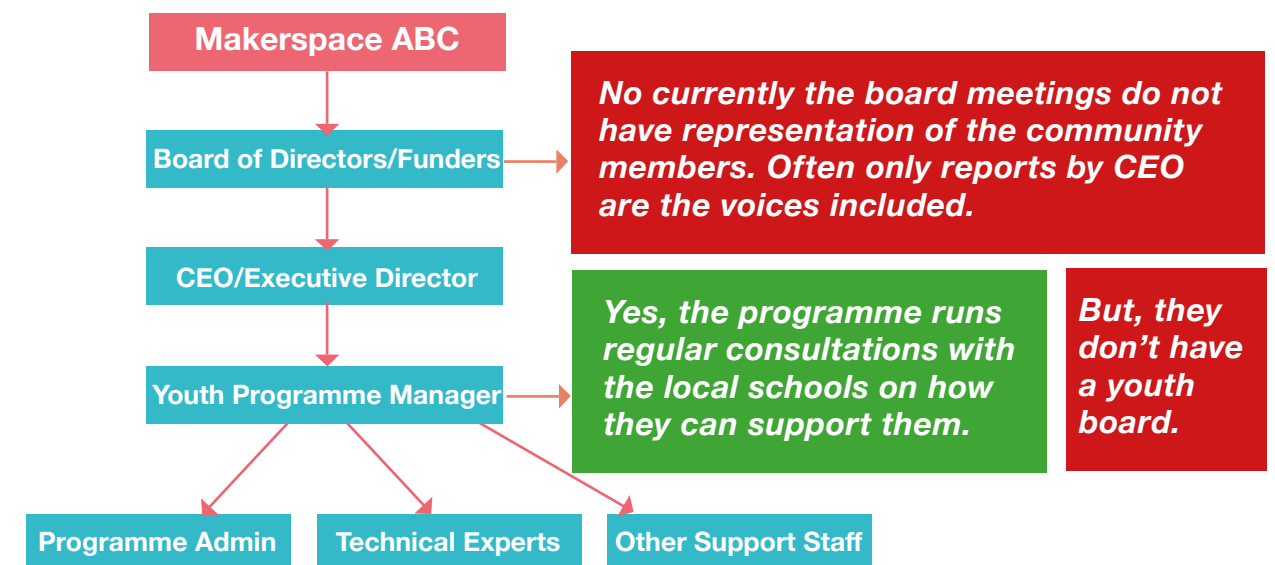 Makerspace ABC
Board of Directors/Funders
No currently the board meetings do not
have representation of the community
members. Often only reports by CEO
are the voices included.
CEO/Executive Director
Youth Programme Manager
Yes, the programme runs
regular consultations with
the local schools on how
they can support them.
But, they
don’t have
a youth
board.
Programme Admin
Technical Experts
Other Support Staff